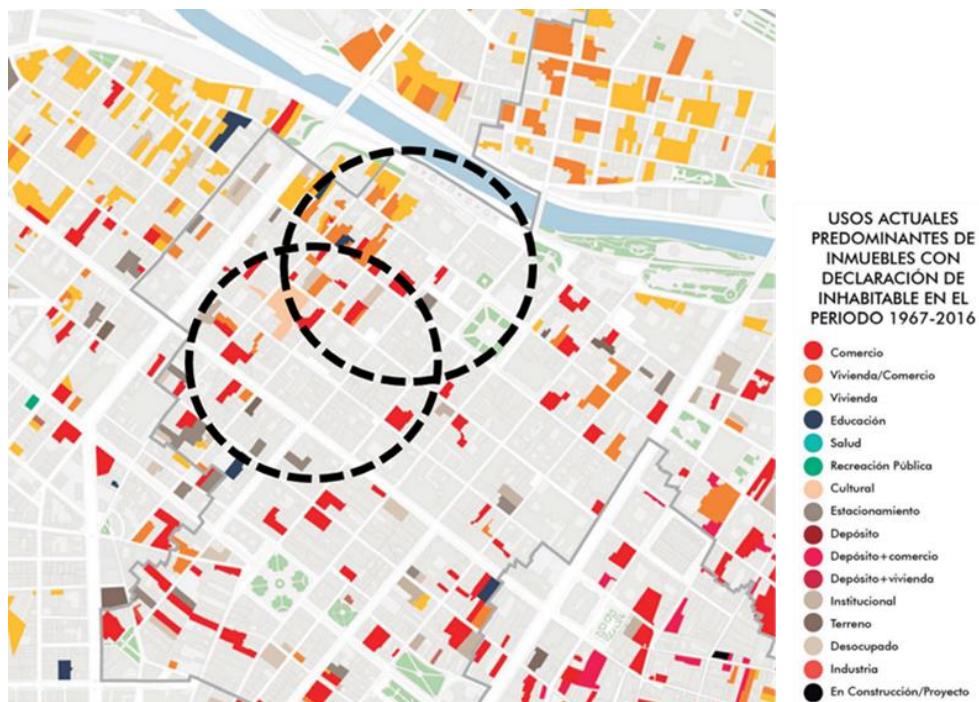 USOS ACTUALES
PREDOMINANTES DE
INMUEBLES CON
DECLARACIÓN DE
INHABITABLE EN EL
PERIODO 1967-2016
Comercio
Vivienda/Comercio
Vivienda
Educación
Salud
Recreación Pública
Cultural
Estacionamiento
Depósito
Depósito+comercio
Depósito+vivienda
Institucional
Terreno
Desocupado
Industria
En Construcción/Proyecto